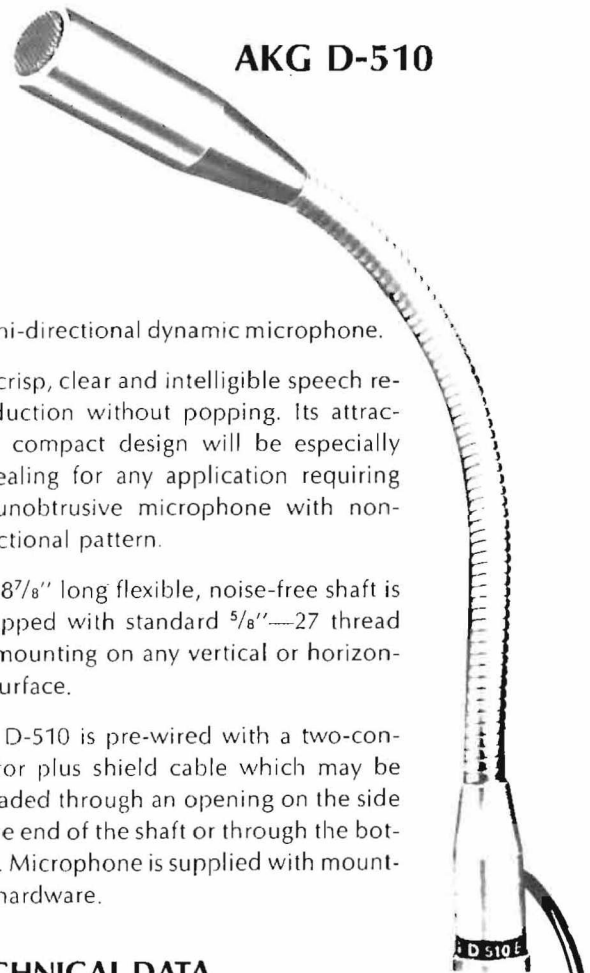 AKG D-510
ni-directional dynamic microphone.
crisp, clear and intelligible speech re-
duction without popping. Its attrac-
compact design will be especially
ealing for any application requiring
unobtrusive microphone with non-
ctional pattern.
8⅞" long flexible, noise-free shaft is
pped with standard ⅝"—27 thread
mounting on any vertical or horizon-
urface.
D-510 is pre-wired with a two-con-
or plus shield cable which may be
aded through an opening on the side
e end of the shaft or through the bot-
. Microphone is supplied with mount-
hardware.
D 510 E
CHNICAL DATA